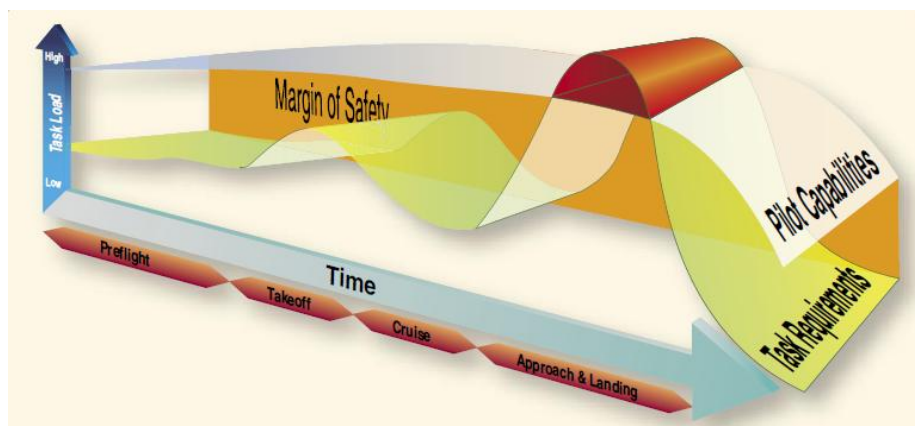 High
Task Load
Low
Margin of Safety
Pilot Capabilities
Task Requirements
Time
Preflight
Takeoff
Cruise
Approach & Landing